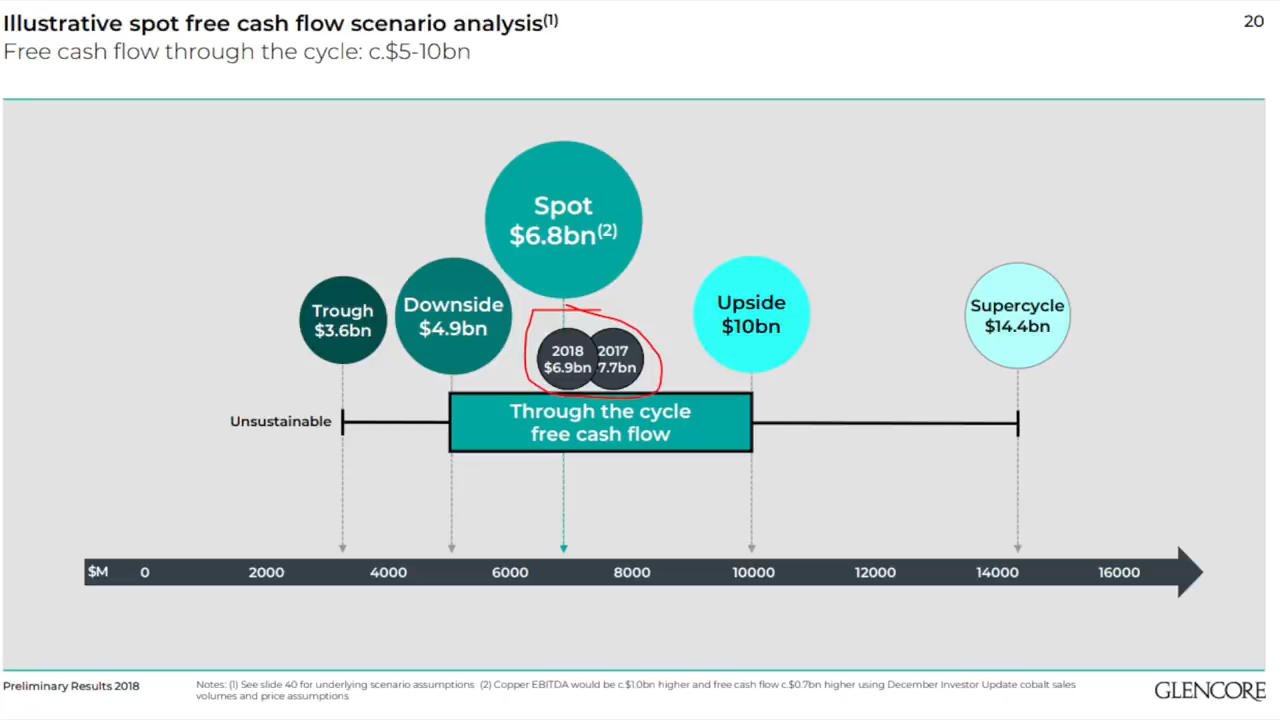 Illustrative spot free cash flow scenario analysis(1)
20
Free cash flow through the cycle: c.$5-10bn
Spot
$6.8bn(2)
Trough
$3.6bn
Downside
$4.9bn
2018
$6.9bn
2017
7.7bn
Upside
$10bn
Supercycle
$14.4bn
Unsustainable
Through the cycle
free cash flow
$M 0 2000 4000 6000 8000 10000 12000 14000 16000
Preliminary Results 2018
Notes: (1) See slide 40 for underlying scenario assumptions (2) Copper EBITDA would be c.$1.0bn higher and free cash flow c.$0.7bn higher using December Investor Update cobalt sales
volumes and price assumptions
GLENCORE